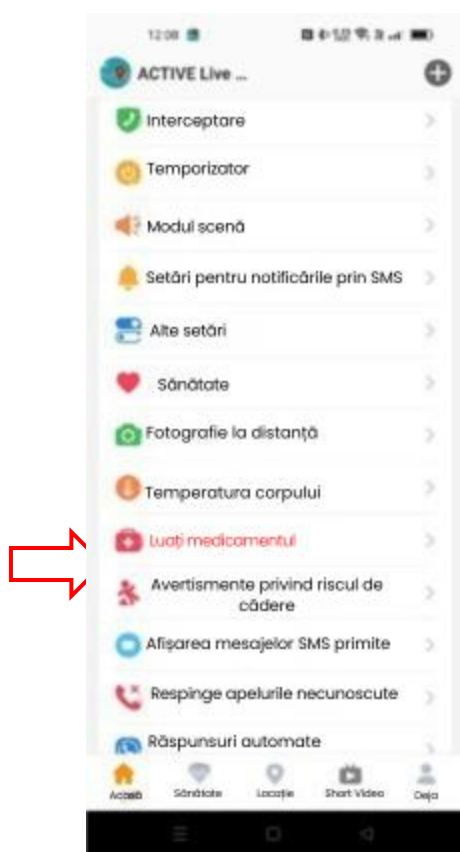 12:08
ACTIVE Live ...
Interceptare
Temporizator
Modul scenă
Setări pentru notificările prin SMS
Alte setări
Sănătate
Fotografie la distanță
Temperatura corpului
Luați medicamentul
Avertismente privind riscul de
cădere
Afișarea mesajelor SMS primite
Respinge apelurile necunoscute
Răspunsuri automate
Acasă Sănătate Locație Short Video Deja